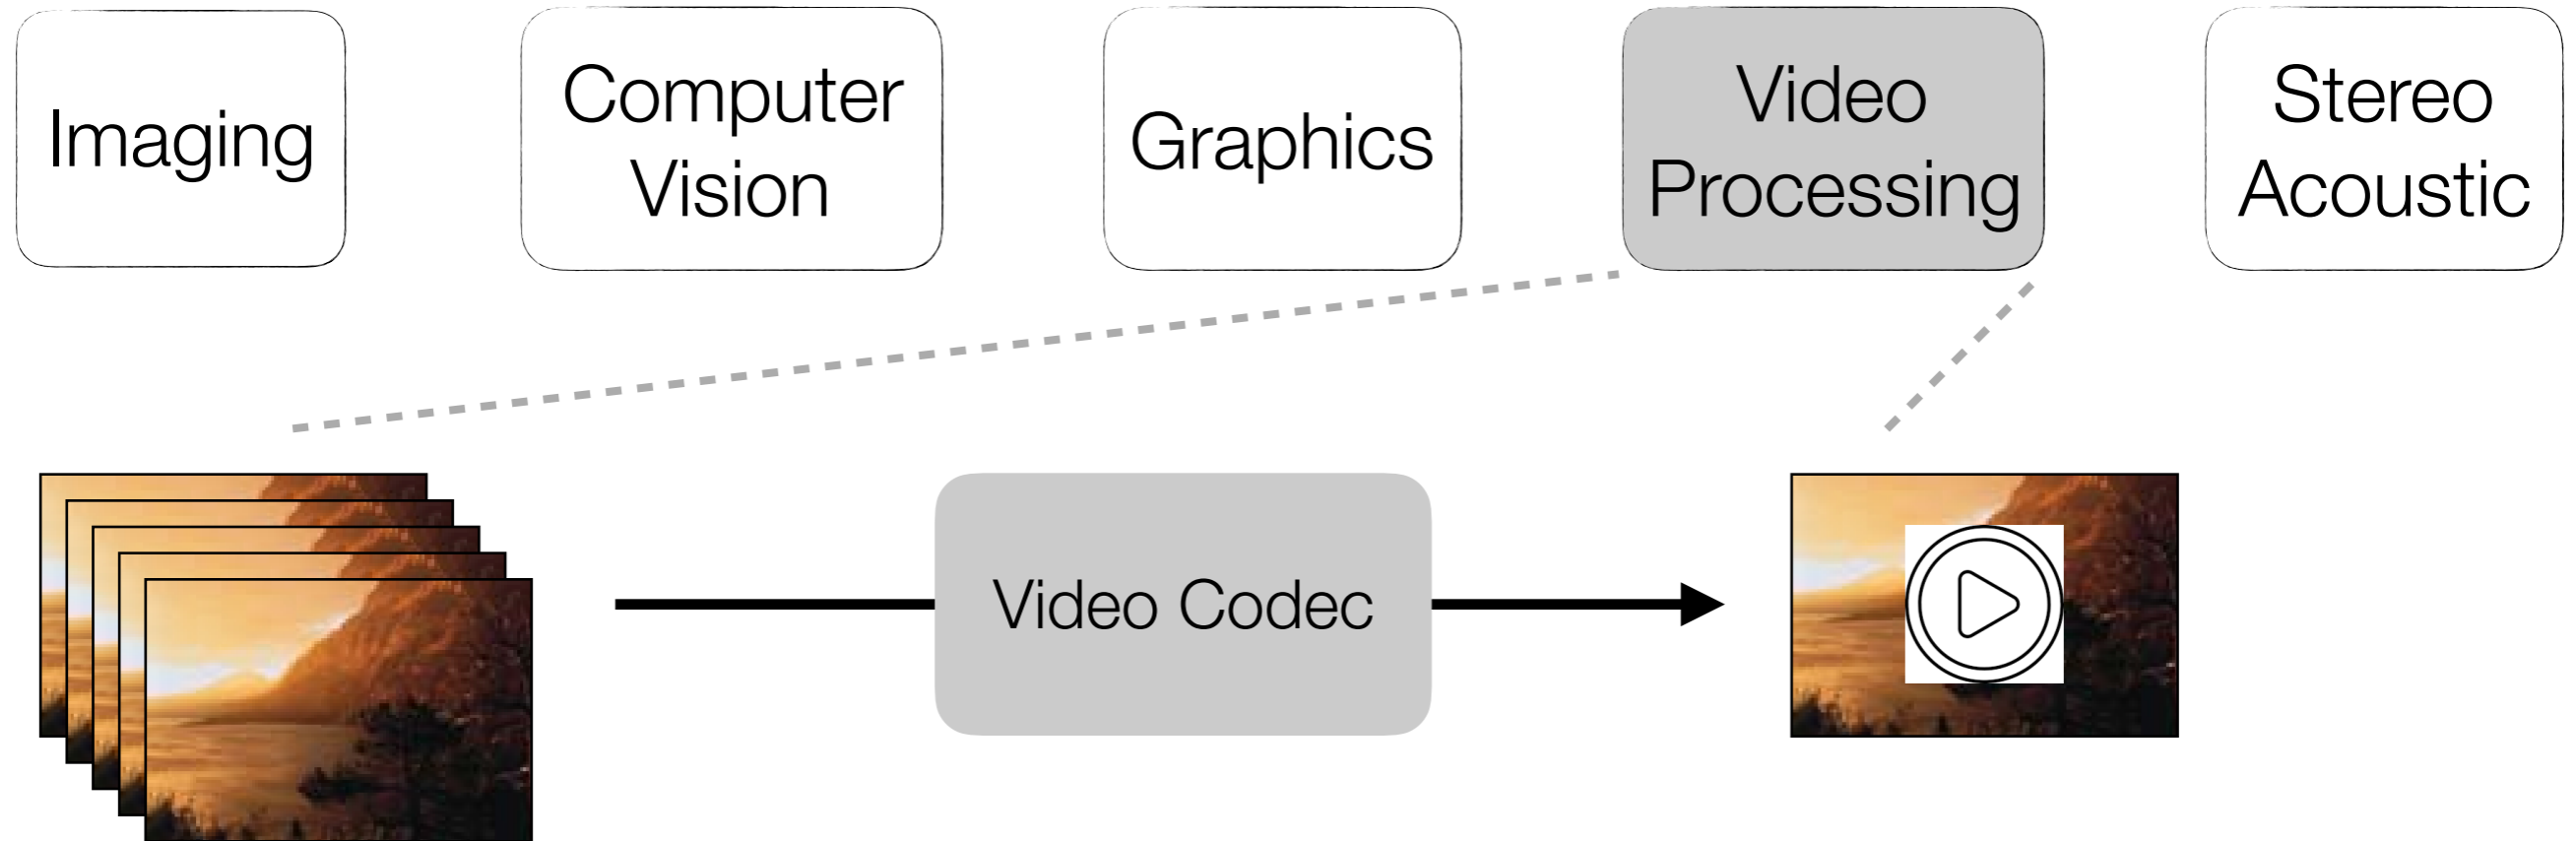 Imaging
Computer
Vision
Graphics
Video
Processing
Stereo
Acoustic
Video Codec